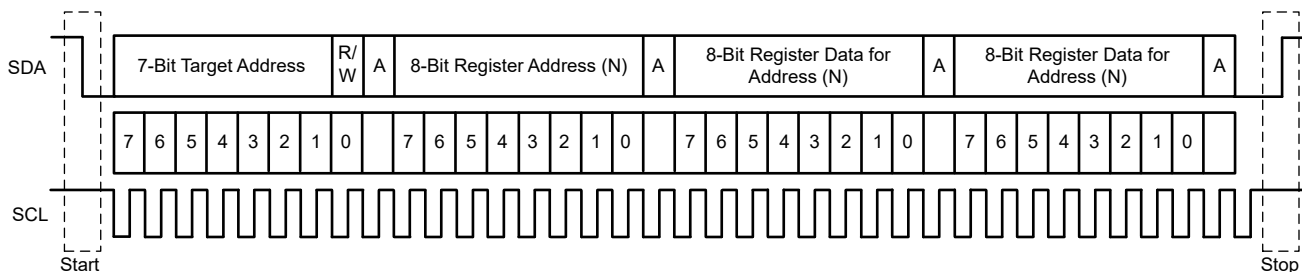 SDA
7-Bit Target Address
R/
W
A
8-Bit Register Address (N)
A
8-Bit Register Data for
Address (N)
A
8-Bit Register Data for
Address (N)
A
7 6 5 4 3 2 1 0 7 6 5 4 3 2 1 0 7 6 5 4 3 2 1 0 7 6 5 4 3 2 1 0
SCL
Start
Stop